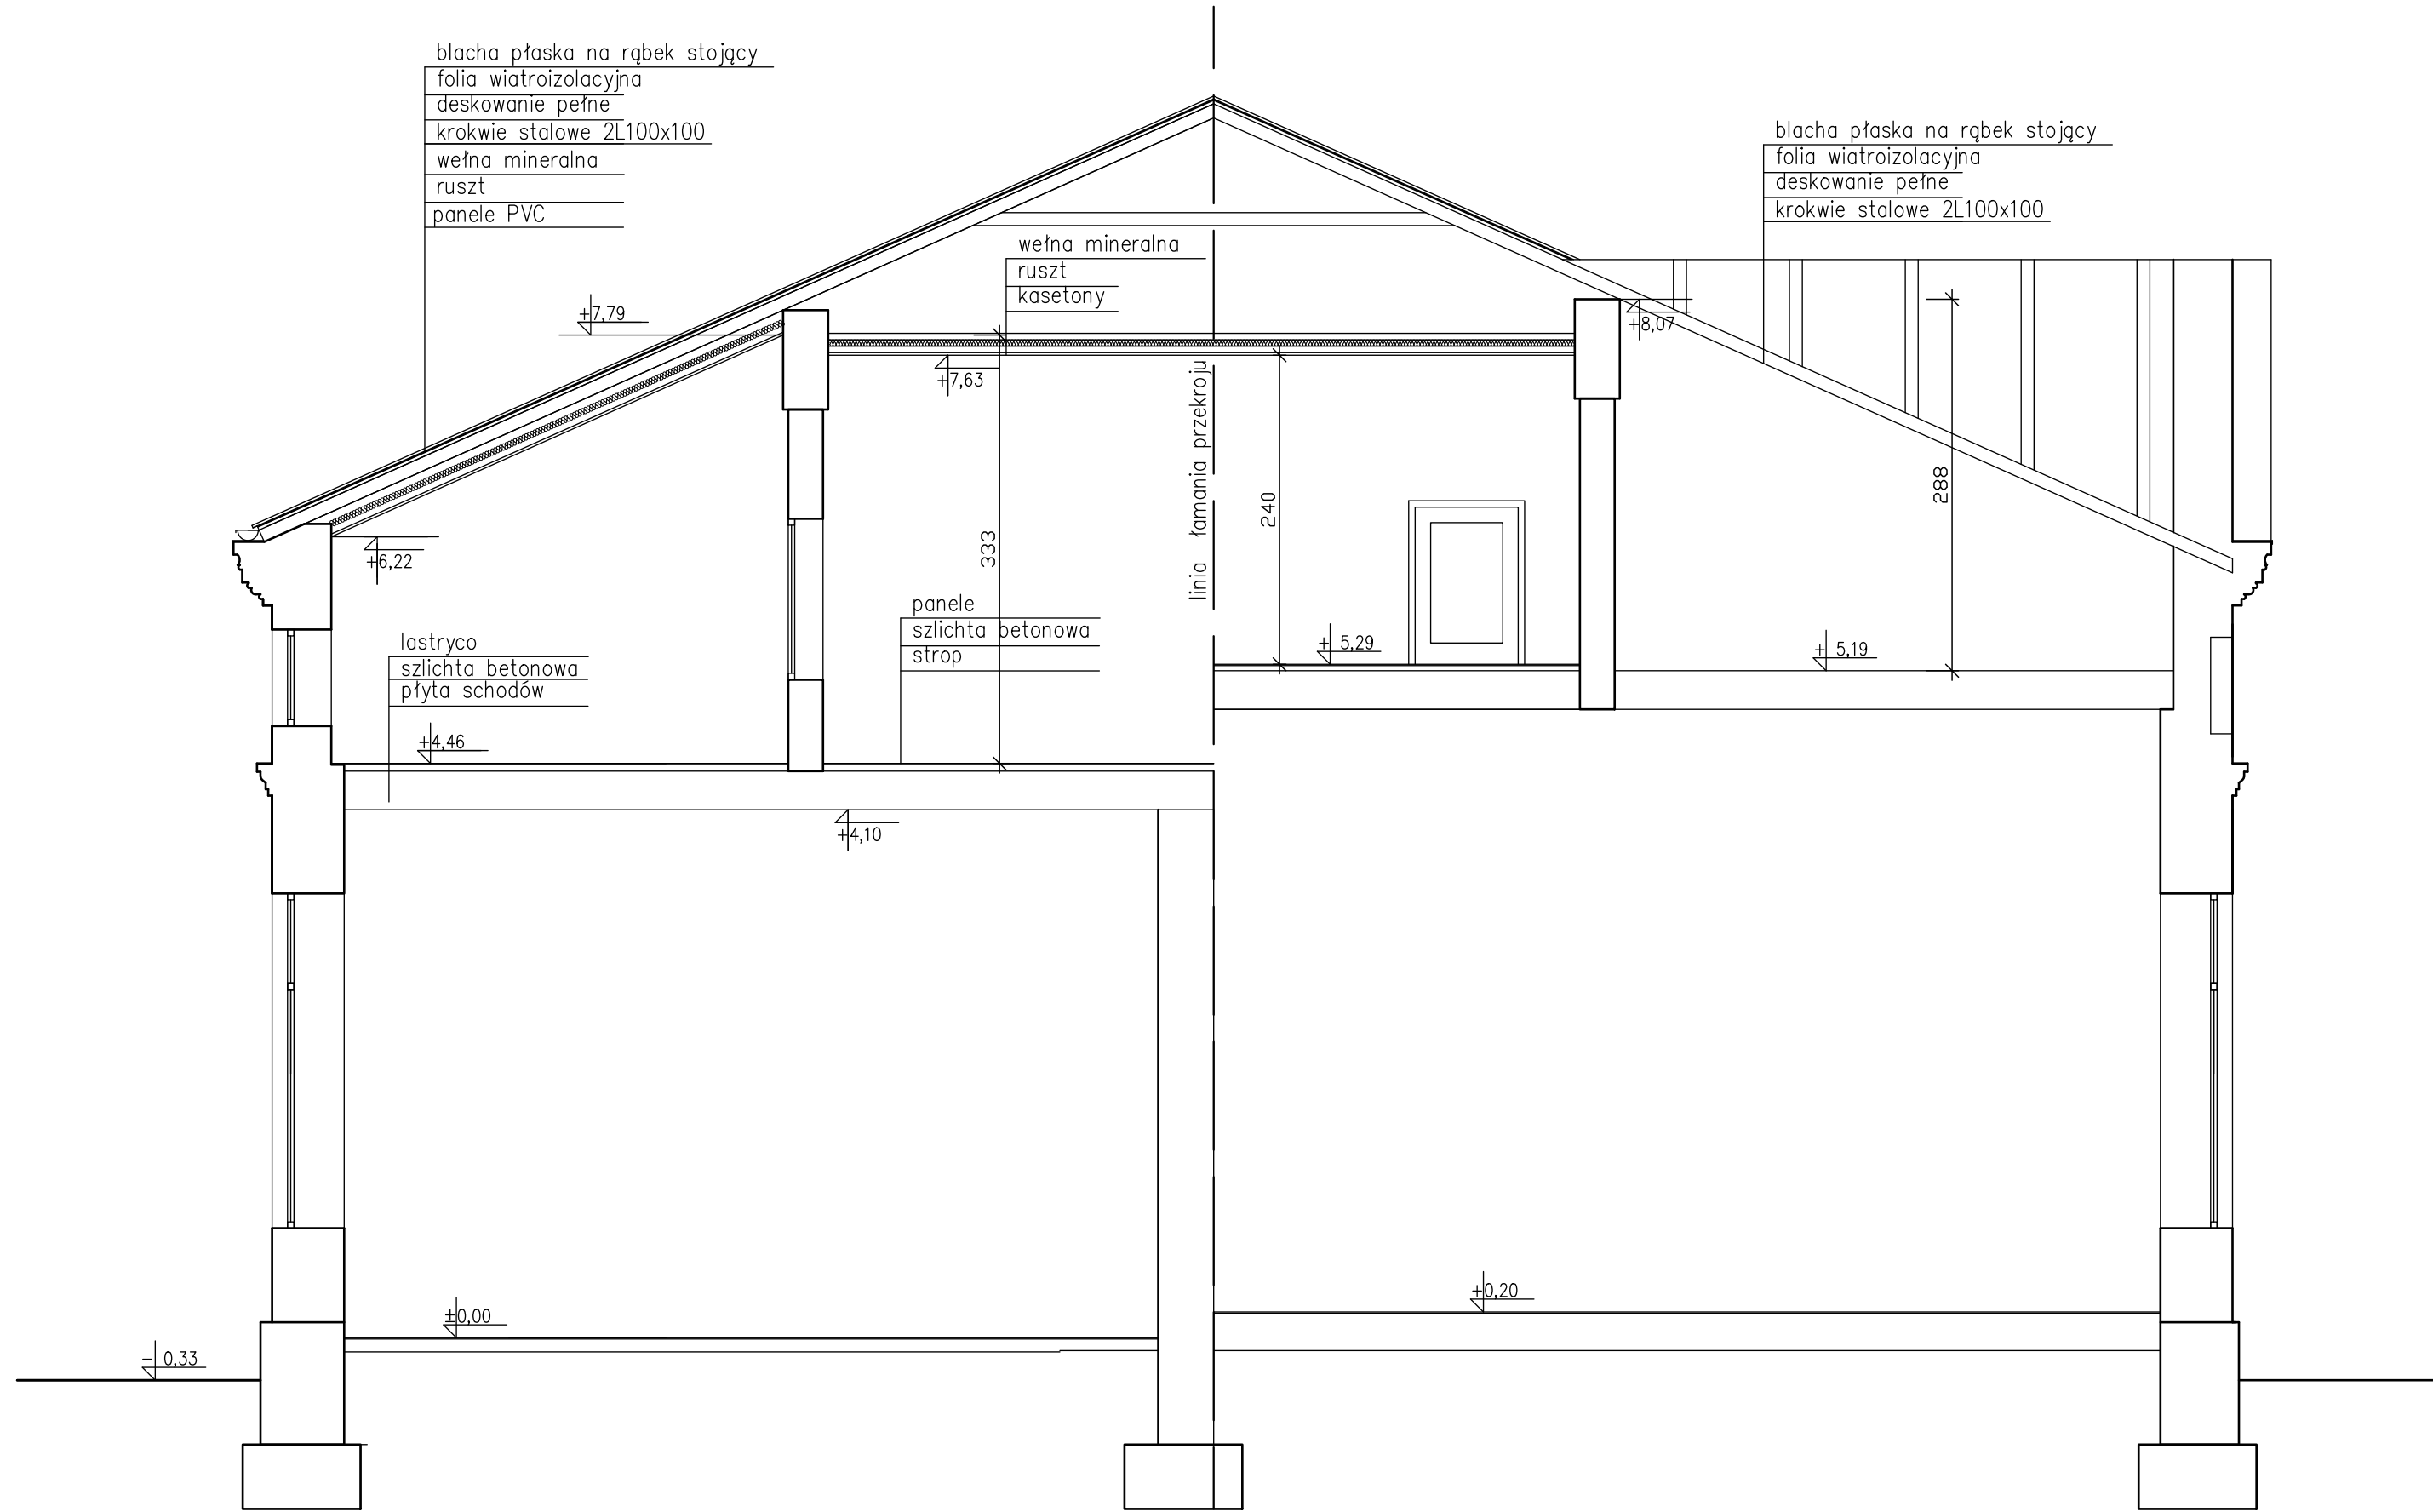 blacha płaska na rąbek stojący
folia wiatroizolacyjna
deskowanie pełne
krokwie stalowe 2L100x100
wełna mineralna
ruszt
panele PVC
blacha płaska na rąbek stojący
folia wiatroizolacyjna
deskowanie pełne
krokwie stalowe 2L100x100
wełna mineralna
ruszt
kasetony
+7,79
+8,07
+7,63
linia łamania przekroju
333
240
288
+6,22
panele
szlichta betonowa
strop
lastryco
szlichta betonowa
płyta schodów
+ 5,29
+ 5,19
+4,46
+4,10
+0,20
±0,00
- 0,33